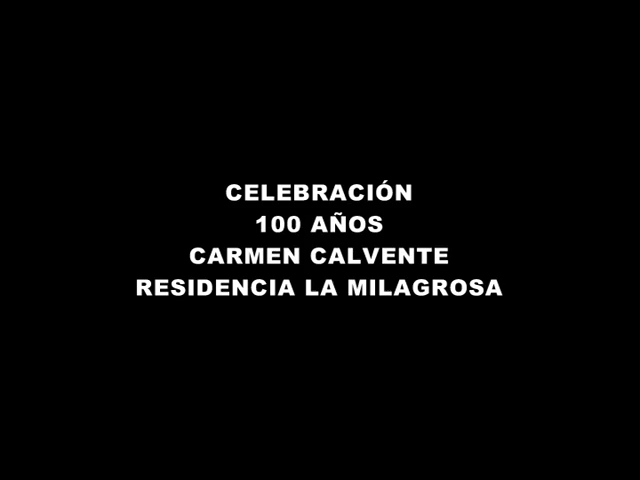 CELEBRACIÓN
100 AÑOS
CARMEN CALVENTE
RESIDENCIA LA MILAGROSA